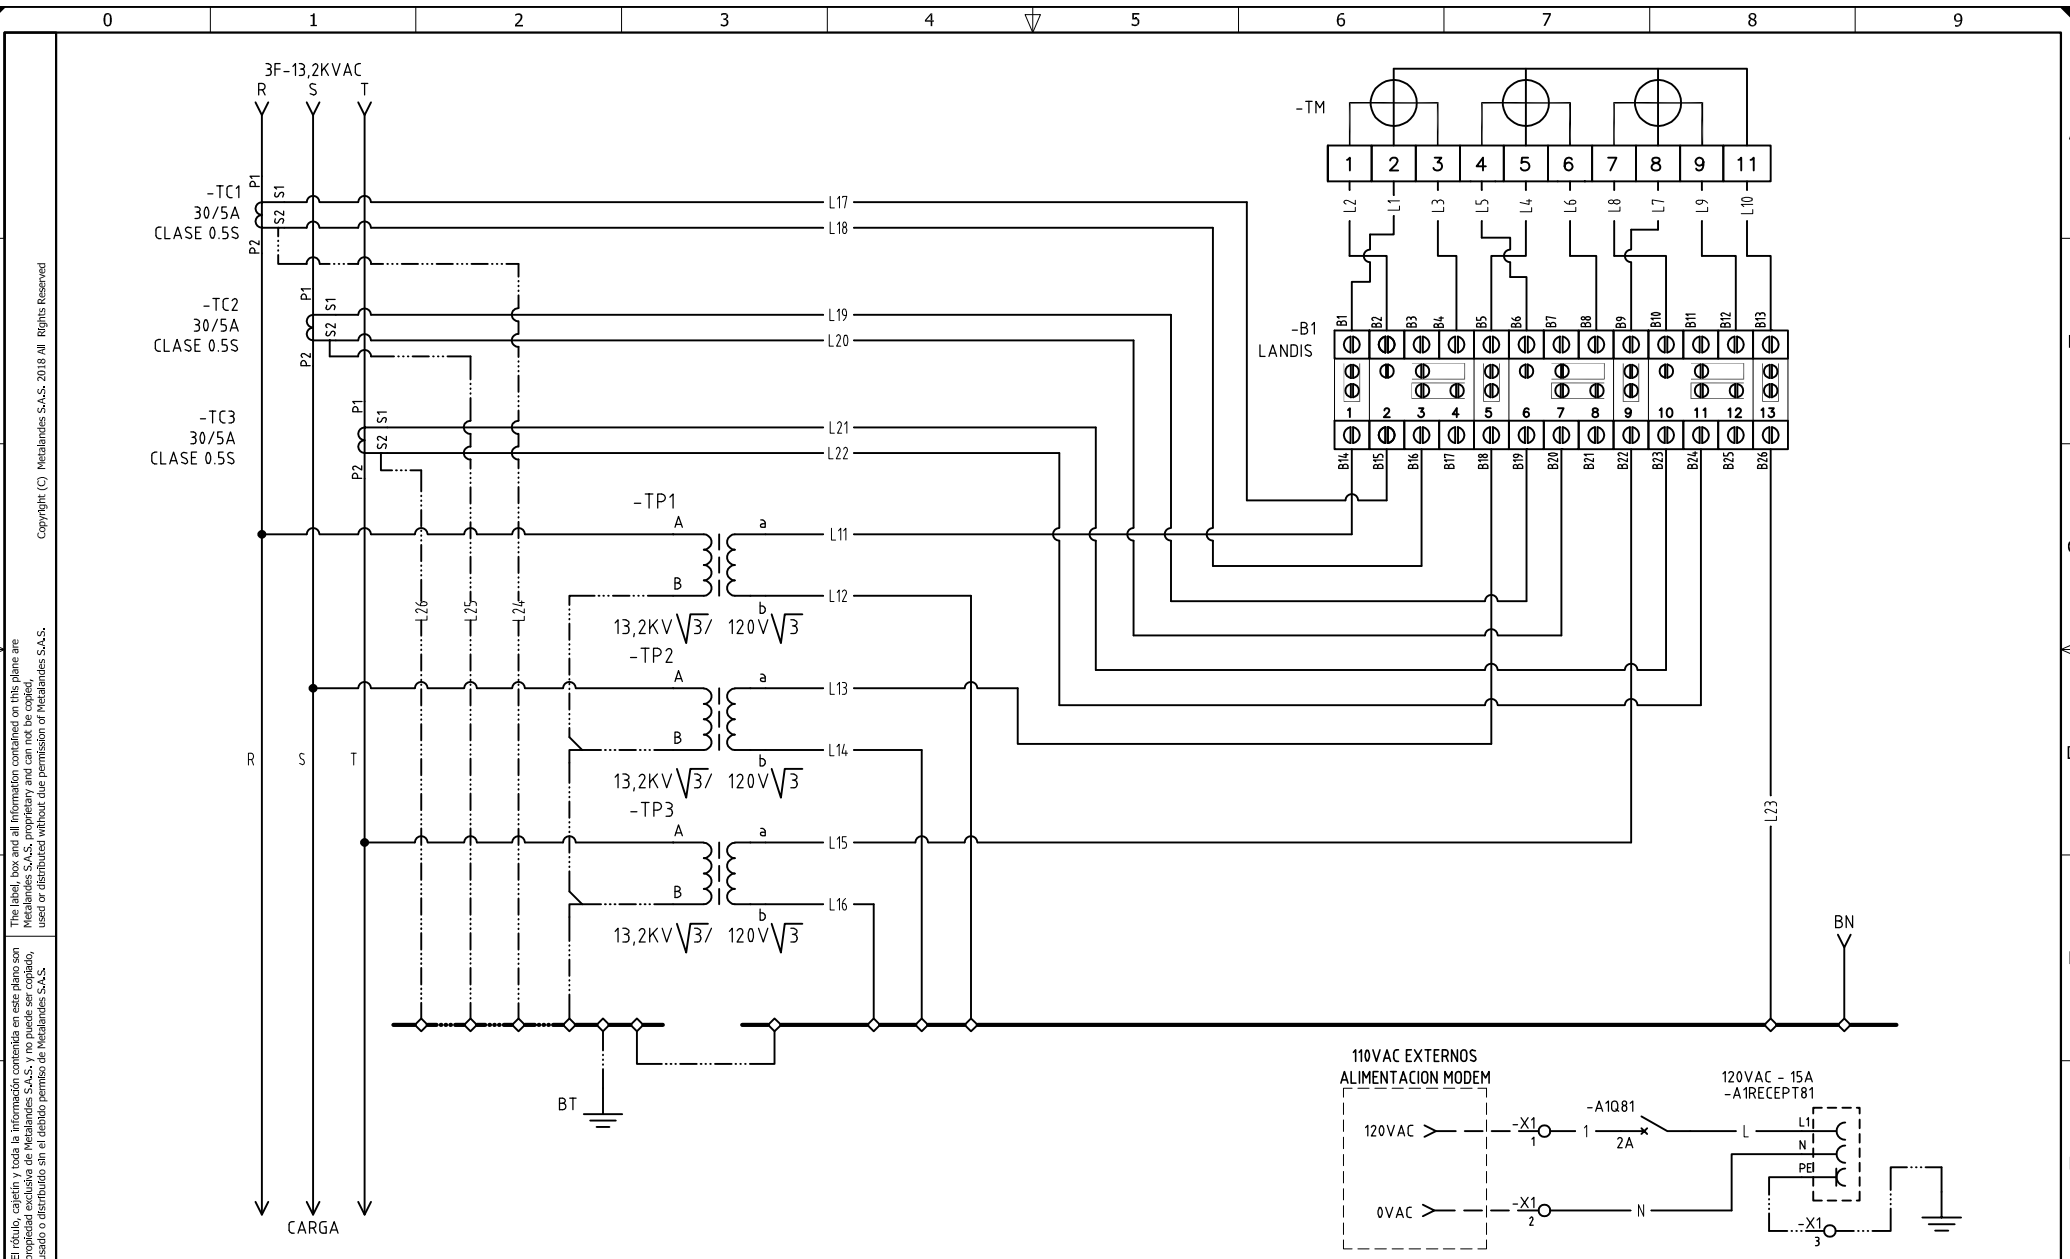 0 1 2 3 4 5 6 7 8 9
3F-13,2KVAC
R S T
-TM
1 2 3 4 5 6 7 8 9 11
L2 L1 L3 L5 L4 L6 L8 L7 L9 L10
-TC1
30/5A
CLASE 0.5S
P1 S1
P2 S2
L17
L18
-TC2
30/5A
CLASE 0.5S
P1 S1
P2 S2
L19
L20
-TC3
30/5A
CLASE 0.5S
P1 S1
P2 S2
L21
L22
-B1
LANDIS
B1 B2 B3 B4 B5 B6 B7 B8 B9 B10 B11 B12 B13
1 2 3 4 5 6 7 8 9 10 11 12 13
B14 B15 B16 B17 B18 B19 B20 B21 B22 B23 B24 B25 B26
-TP1
A a
L11
B
b
L12
13,2KV√3/ 120V√3
L26 L25 L24
-TP2
A a
L13
B
b
L14
13,2KV√3/ 120V√3
R S T
-TP3
A a
L15
B
b
L16
13,2KV√3/ 120V√3
L23
BN
BT
CARGA
110VAC EXTERNOS
ALIMENTACION MODEM
120VAC
-X1
1
1
-A1Q81
2A
L
120VAC - 15A
-A1RECEPT81
L1
N
PE
0VAC
-X1
2
N
-X1
3
Copyright (C) Metalandes S.A.S. 2018 All Rights Reserved
The label, box and all information contained on this plane are
Metalandes S.A.S. proprietary and can not be copied,
used or distributed without due permission of Metalandes S.A.S.
El rótulo, cajetín y toda la información contenida en este plano son
propiedad exclusiva de Metalandes S.A.S. y no puede ser copiado,
usado o distribuido sin el debido permiso de Metalandes S.A.S.